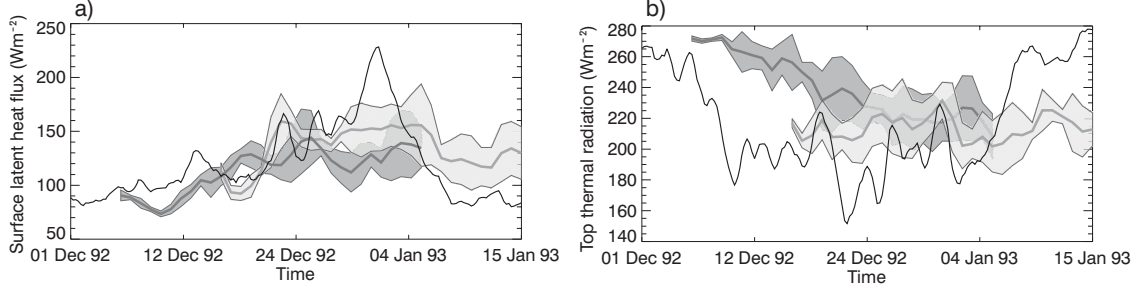 a)
Surface latent heat flux (Wm⁻²)
250
200
150
100
50
01 Dec 92 12 Dec 92 24 Dec 92 04 Jan 93 15 Jan 93
Time
b)
Top thermal radiation (Wm⁻²)
280
260
240
220
200
180
160
140
01 Dec 92 12 Dec 92 24 Dec 92 04 Jan 93 15 Jan 93
Time